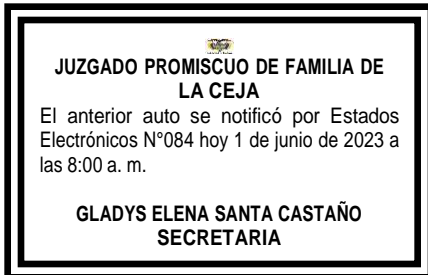 JUZGADO PROMISCUO DE FAMILIA DE
LA CEJA
El anterior auto se notificó por Estados
Electrónicos N°084 hoy 1 de junio de 2023 a
las 8:00 a. m.
GLADYS ELENA SANTA CASTAÑO
SECRETARIA